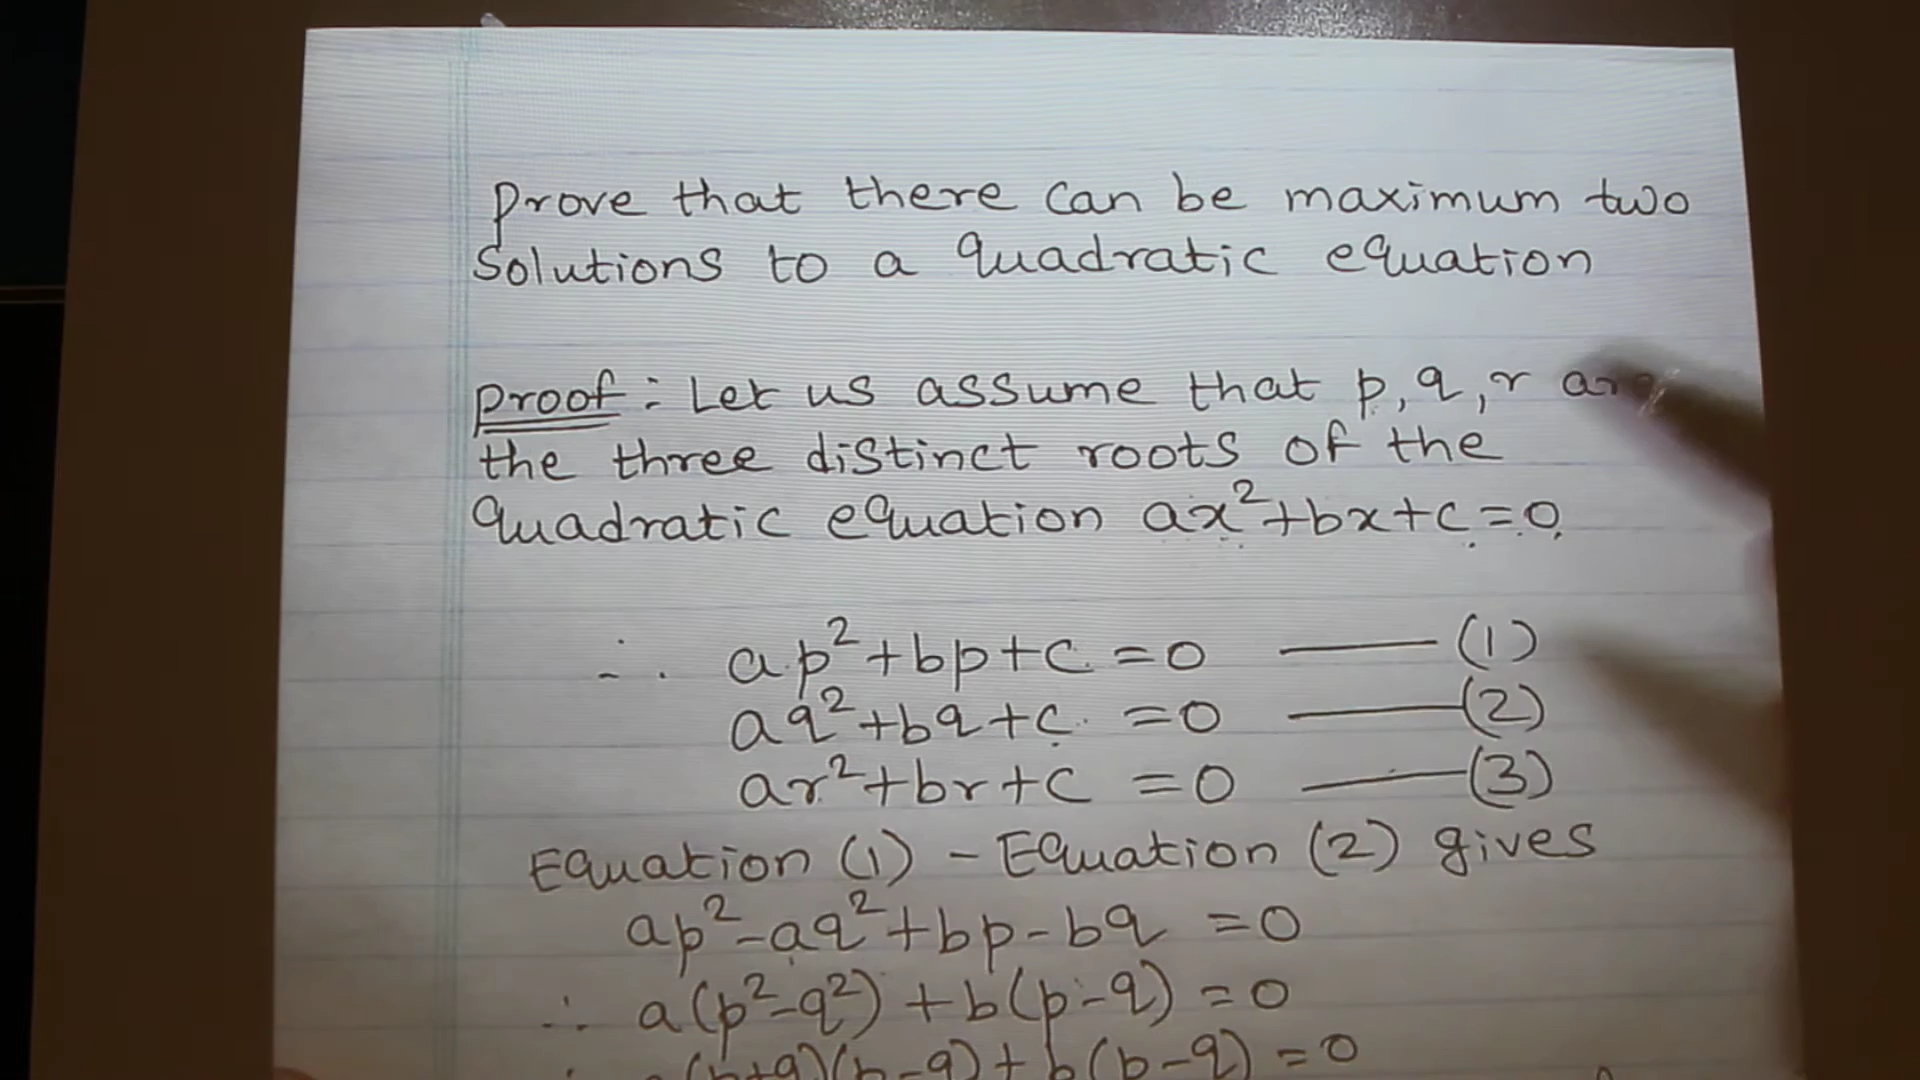 Prove that there can be maximum two
Solutions to a quadratic equation
Proof: Let us assume that p, q, r are
the three distinct roots of the
quadratic equation ax²+bx+c=0
∴ ap²+bp+c=0 —— (1)
aq²+bq+c =0 —— (2)
ar²+br+c =0 —— (3)
Equation (1) - Equation (2) gives
ap²-aq²+bp-bq =0
∴ a(p²-q²) + b(p-q) =0
∴ a(p+q)(p-q) + b(p-q) =0